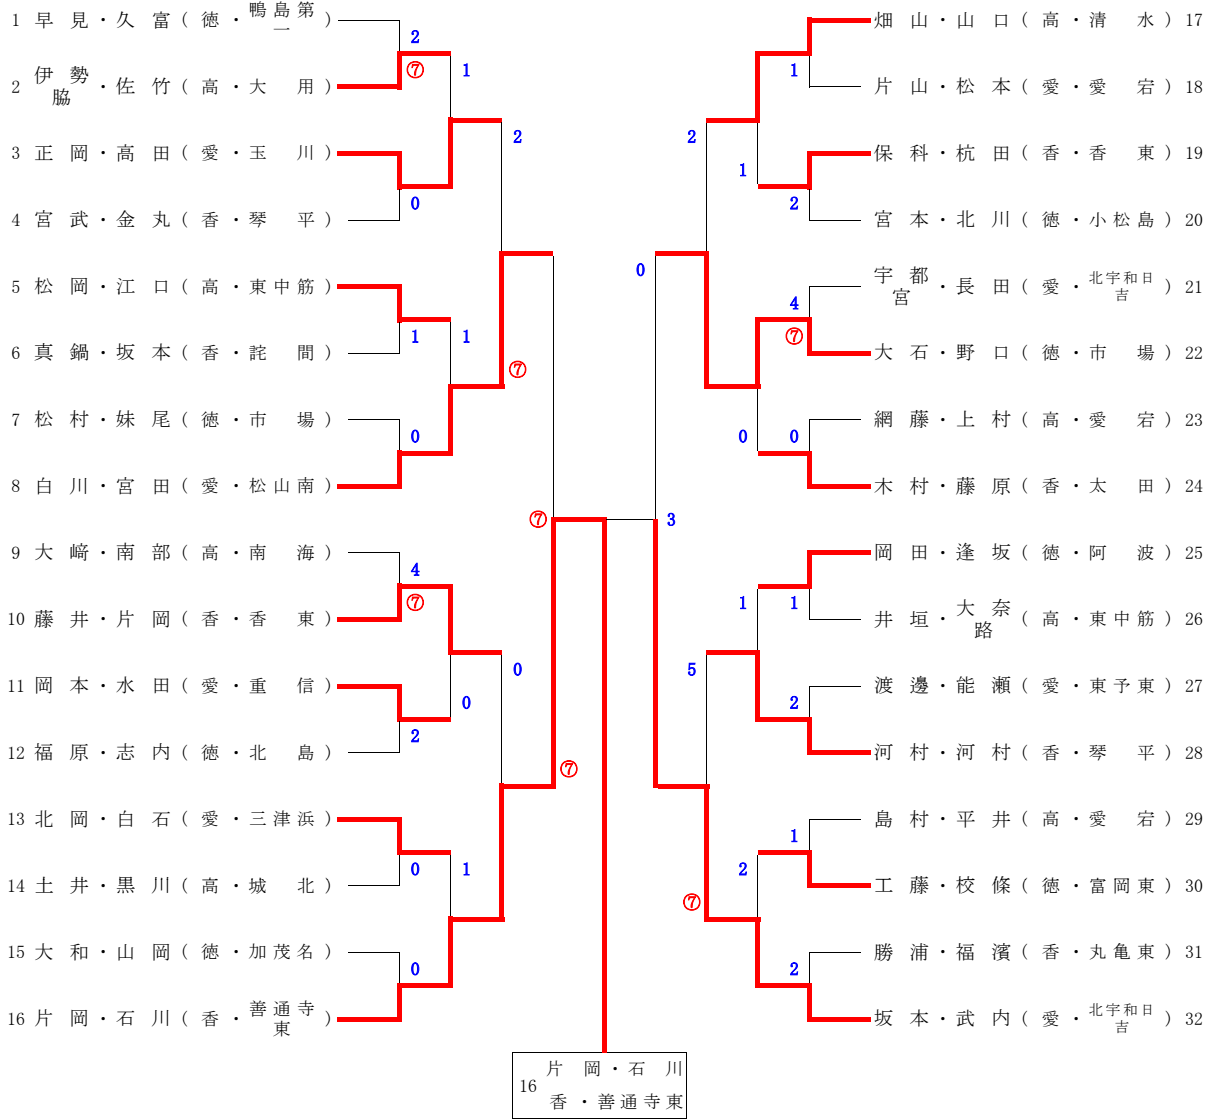 1 早見・久富(徳・鴨島第一)
2 伊勢脇・佐竹(高・大用)
3 正岡・高田(愛・玉川)
4 宮武・金丸(香・琴平)
5 松岡・江口(高・東中筋)
6 真鍋・坂本(香・詫間)
7 松村・妹尾(徳・市場)
8 白川・宮田(愛・松山南)
9 大﨑・南部(高・南海)
10 藤井・片岡(香・香東)
11 岡本・水田(愛・重信)
12 福原・志内(徳・北島)
13 北岡・白石(愛・三津浜)
14 土井・黒川(高・城北)
15 大和・山岡(徳・加茂名)
16 片岡・石川(香・善通寺東)
2
⑦
1
0
2
1
1
⑦
0
⑦
4
⑦
0
0
2
⑦
0
1
0
畑山・山口(高・清水) 17
片山・松本(愛・愛宕) 18
保科・杭田(香・香東) 19
宮本・北川(徳・小松島) 20
宇都宮・長田(愛・北宇和日吉) 21
大石・野口(徳・市場) 22
網藤・上村(高・愛宕) 23
木村・藤原(香・太田) 24
岡田・逢坂(徳・阿波) 25
井垣・大奈路(高・東中筋) 26
渡邊・能瀬(愛・東予東) 27
河村・河村(香・琴平) 28
島村・平井(高・愛宕) 29
工藤・校條(徳・富岡東) 30
勝浦・福濱(香・丸亀東) 31
坂本・武内(愛・北宇和日吉) 32
1
2
1
2
0
4
⑦
0
0
3
1
1
5
2
1
2
⑦
2
16 片岡・石川
香・善通寺東